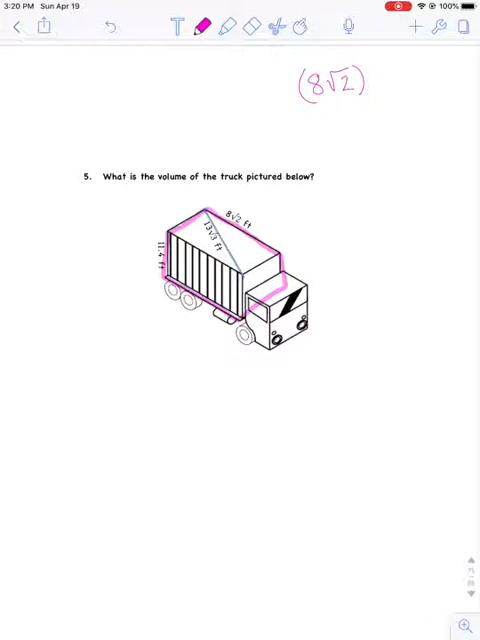 3:20 PM Sun Apr 19
100%
(8√2)
5. What is the volume of the truck pictured below?
8√2 ft
13√3 ft
11.4 ft